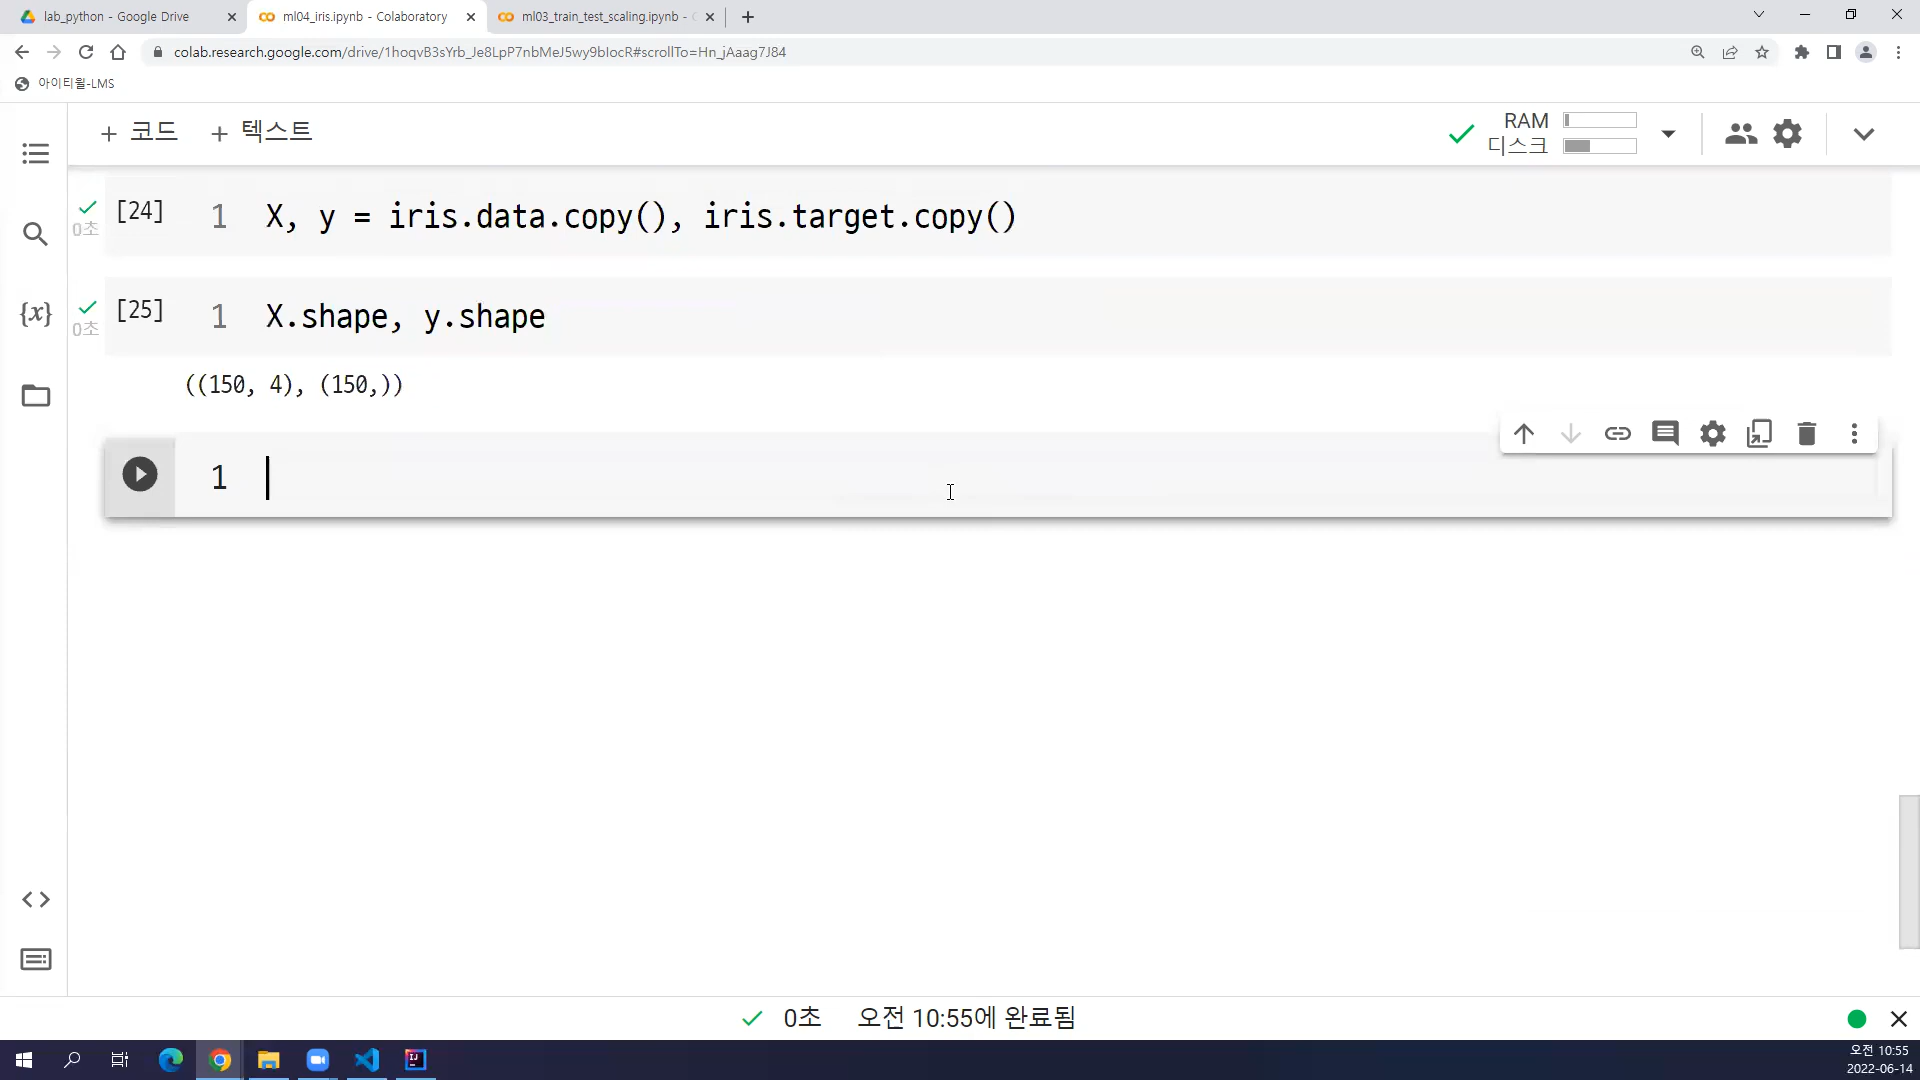 lab_python - Google Drive
ml04_iris.ipynb - Colaboratory
ml03_train_test_scaling.ipynb -
colab.research.google.com/drive/1hoqvB3sYrb_Je8LpP7nbMeJ5wy9bIocR#scrollTo=Hn_jAaag7J84
아이티윌-LMS
+ 코드 + 텍스트
RAM
디스크
[24] 1 X, y = iris.data.copy(), iris.target.copy()
0초
{x}
[25] 1 X.shape, y.shape
0초
((150, 4), (150,))
1
0초 오전 10:55에 완료됨
오전 10:55
2022-06-14